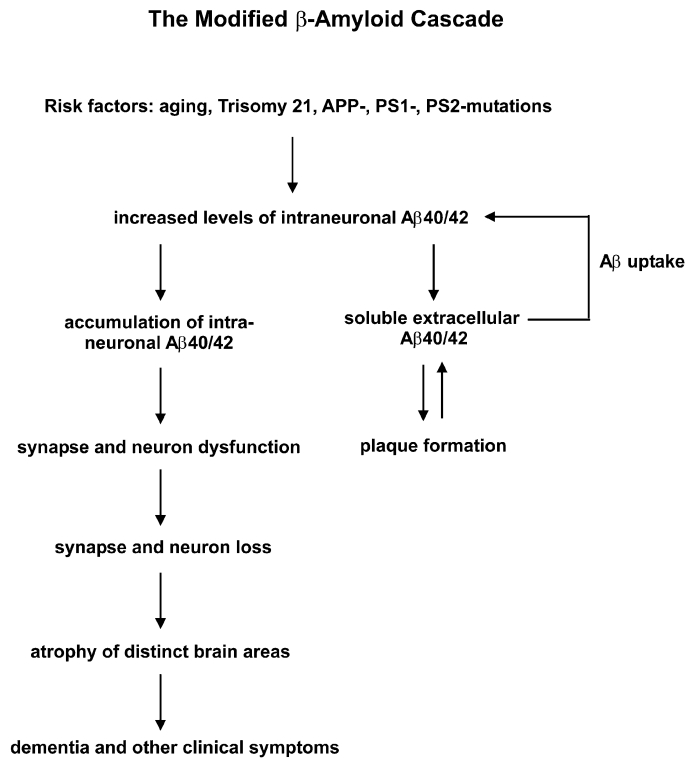 The Modified β-Amyloid Cascade
Risk factors: aging, Trisomy 21, APP-, PS1-, PS2-mutations
increased levels of intraneuronal Aβ40/42
Aβ uptake
accumulation of intra-
neuronal Aβ40/42
soluble extracellular
Aβ40/42
synapse and neuron dysfunction
plaque formation
synapse and neuron loss
atrophy of distinct brain areas
dementia and other clinical symptoms